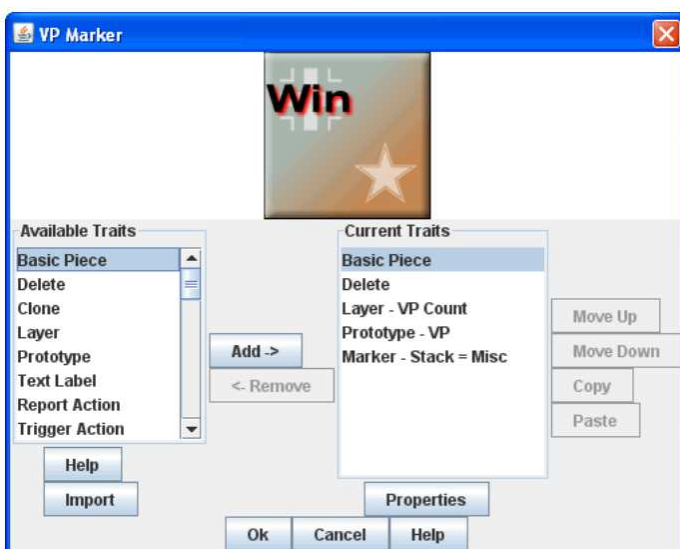 VP Marker
Win
Available Traits
Basic Piece
Delete
Clone
Layer
Prototype
Text Label
Report Action
Trigger Action
Add ->
<- Remove
Current Traits
Basic Piece
Delete
Layer - VP Count
Prototype - VP
Marker - Stack = Misc
Move Up
Move Down
Copy
Paste
Help
Import
Properties
Ok
Cancel
Help